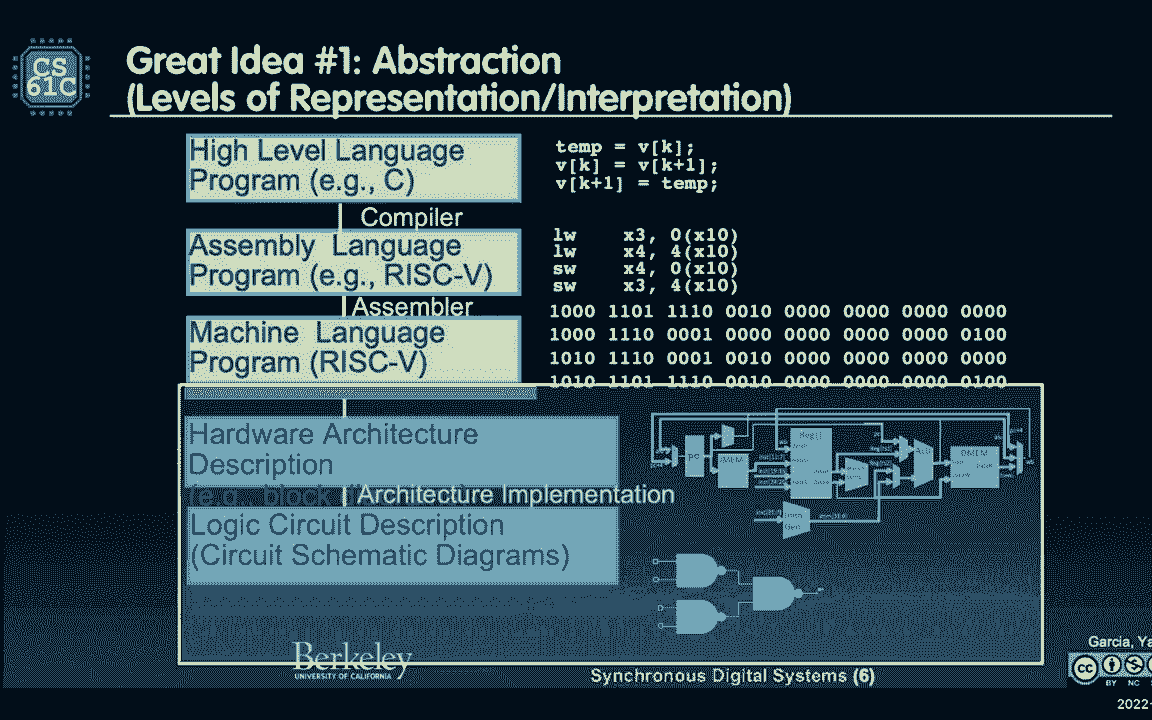 CS
61C
Great Idea #1: Abstraction
(Levels of Representation/Interpretation)
High Level Language
Program (e.g., C)
temp = v[k];
v[k] = v[k+1];
v[k+1] = temp;
Compiler
Assembly Language
Program (e.g., RISC-V)
lw x3, 0(x10)
lw x4, 4(x10)
sw x4, 0(x10)
sw x3, 4(x10)
Assembler
Machine Language
Program (RISC-V)
1000 1101 1110 0010 0000 0000 0000 0000
1000 1110 0001 0000 0000 0000 0000 0100
1010 1110 0001 0010 0000 0000 0000 0000
1010 1101 1110 0010 0000 0000 0000 0100
Hardware Architecture
Description
(e.g., block
Architecture Implementation
Logic Circuit Description
(Circuit Schematic Diagrams)
pc
IMEM
Reg[]
ALU
DMEM
Imm
Gen
Berkeley
UNIVERSITY OF CALIFORNIA
Synchronous Digital Systems (6)
Garcia, Ya
cc
BY NC
2022-